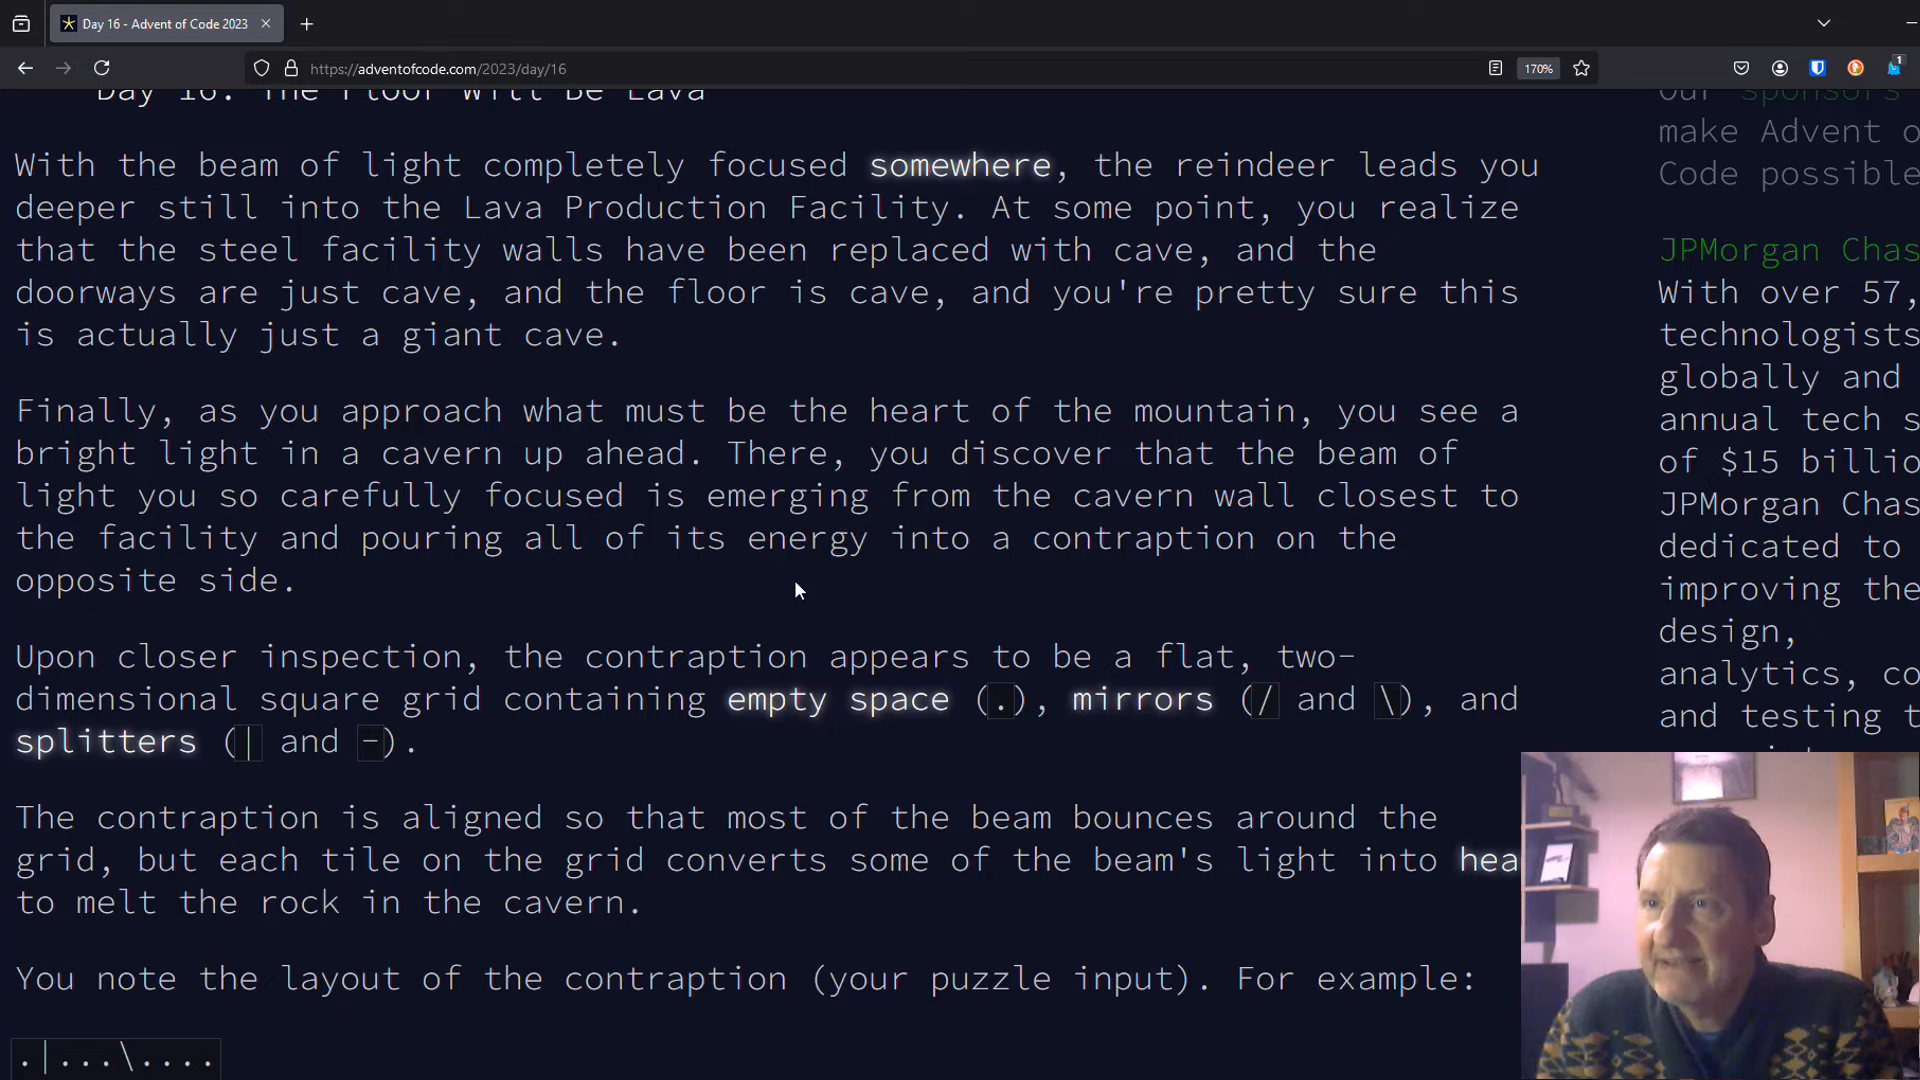 Day 16 - Advent of Code 2023
https://adventofcode.com/2023/day/16
170%
1
Day 16: The Floor Will Be Lava
With the beam of light completely focused somewhere, the reindeer leads you
deeper still into the Lava Production Facility. At some point, you realize
that the steel facility walls have been replaced with cave, and the
doorways are just cave, and the floor is cave, and you're pretty sure this
is actually just a giant cave.
Finally, as you approach what must be the heart of the mountain, you see a
bright light in a cavern up ahead. There, you discover that the beam of
light you so carefully focused is emerging from the cavern wall closest to
the facility and pouring all of its energy into a contraption on the
opposite side.
Upon closer inspection, the contraption appears to be a flat, two-
dimensional square grid containing empty space (.), mirrors (/ and \), and
splitters (| and -).
The contraption is aligned so that most of the beam bounces around the
grid, but each tile on the grid converts some of the beam's light into hea
to melt the rock in the cavern.
You note the layout of the contraption (your puzzle input). For example:
.|...\....
Our sponsors
make Advent o
Code possible
JPMorgan Chas
With over 57,
technologists
globally and
annual tech s
of $15 billio
JPMorgan Chas
dedicated to
improving the
design,
analytics, co
and testing t